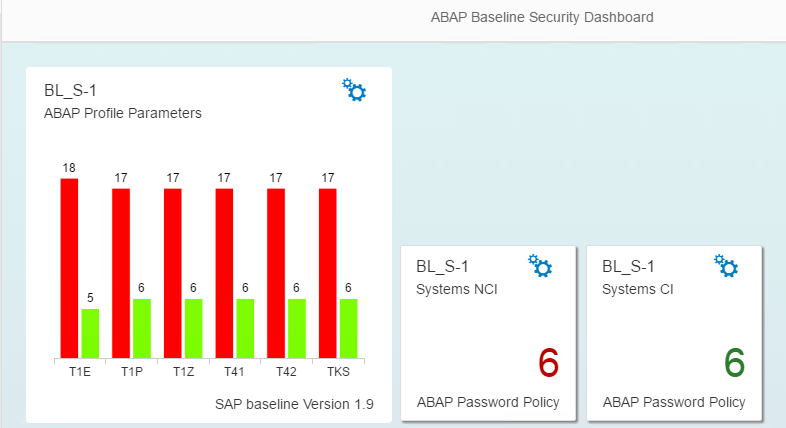 ABAP Baseline Security Dashboard
BL_S-1
ABAP Profile Parameters
18 17 17 17 17 17
5 6 6 6 6 6
T1E T1P T1Z T41 T42 TKS
SAP baseline Version 1.9
BL_S-1
Systems NCI
6
ABAP Password Policy
BL_S-1
Systems CI
6
ABAP Password Policy